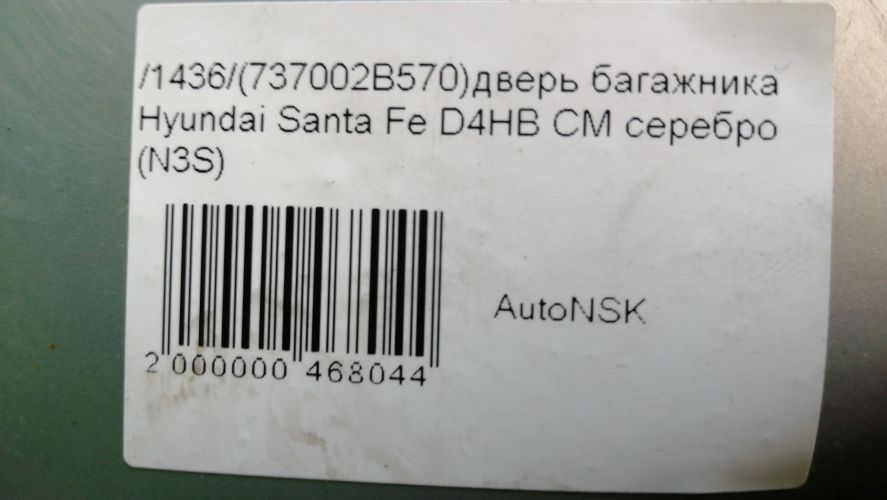 /1436/(737002B570)дверь багажника
Hyundai Santa Fe D4HB CM серебро
(N3S)
AutoNSK
2 000000 468044